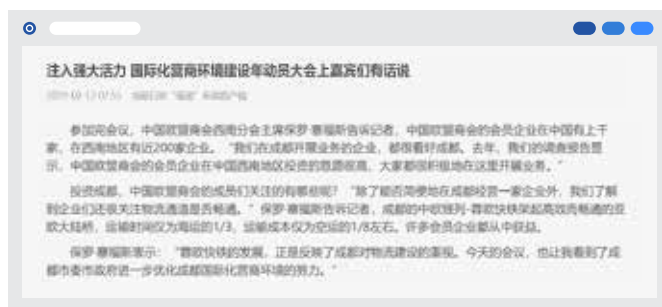 注入强大活力 国际化营商环境建设年动员大会上嘉宾们有话说
参加完会议，中国欧盟商会西南分会主席保罗·塞福斯告诉记者，中国欧盟商会的会员企业在中国有上千
家，在西南地区有近200家企业。“我们在成都开展业务的企业，都很看好成都。去年，我们的调查报告显
示，中国欧盟商会的会员企业在中国西南地区投资的意愿很高，大家都很积极地在这里开展业务。”
投资成都，中国欧盟商会的成员们关注的有哪些呢？“除了能否简便地在成都经营一家企业外，我们了解
到企业们还很关注物流通道是否畅通。”保罗·塞福斯告诉记者，成都的中欧班列-蓉欧快铁架起高效而畅通的亚
欧大陆桥，运输时间仅为海运的1/3，运输成本仅为空运的1/8左右。许多会员企业都从中获益。
保罗·塞福斯表示：“蓉欧快铁的发展，正是反映了成都对物流建设的重视。今天的会议，也让我看到了成
都市委市政府进一步优化成都国际化营商环境的努力。”